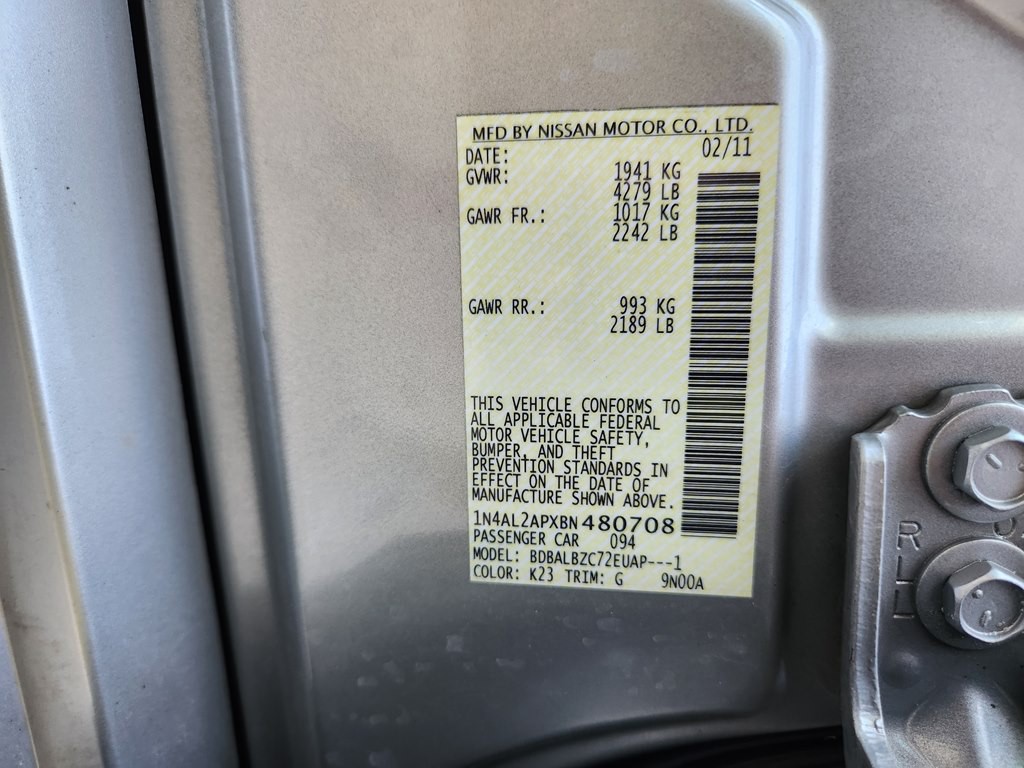 MFD BY NISSAN MOTOR CO., LTD.
DATE: 02/11
GVWR: 1941 KG
4279 LB
GAWR FR.: 1017 KG
2242 LB
GAWR RR.: 993 KG
2189 LB
THIS VEHICLE CONFORMS TO
ALL APPLICABLE FEDERAL
MOTOR VEHICLE SAFETY,
BUMPER, AND THEFT
PREVENTION STANDARDS IN
EFFECT ON THE DATE OF
MANUFACTURE SHOWN ABOVE.
1N4AL2APXBN480708
PASSENGER CAR 094
MODEL: BDBALBZC72EUAP---1
COLOR: K23 TRIM: G 9N00A